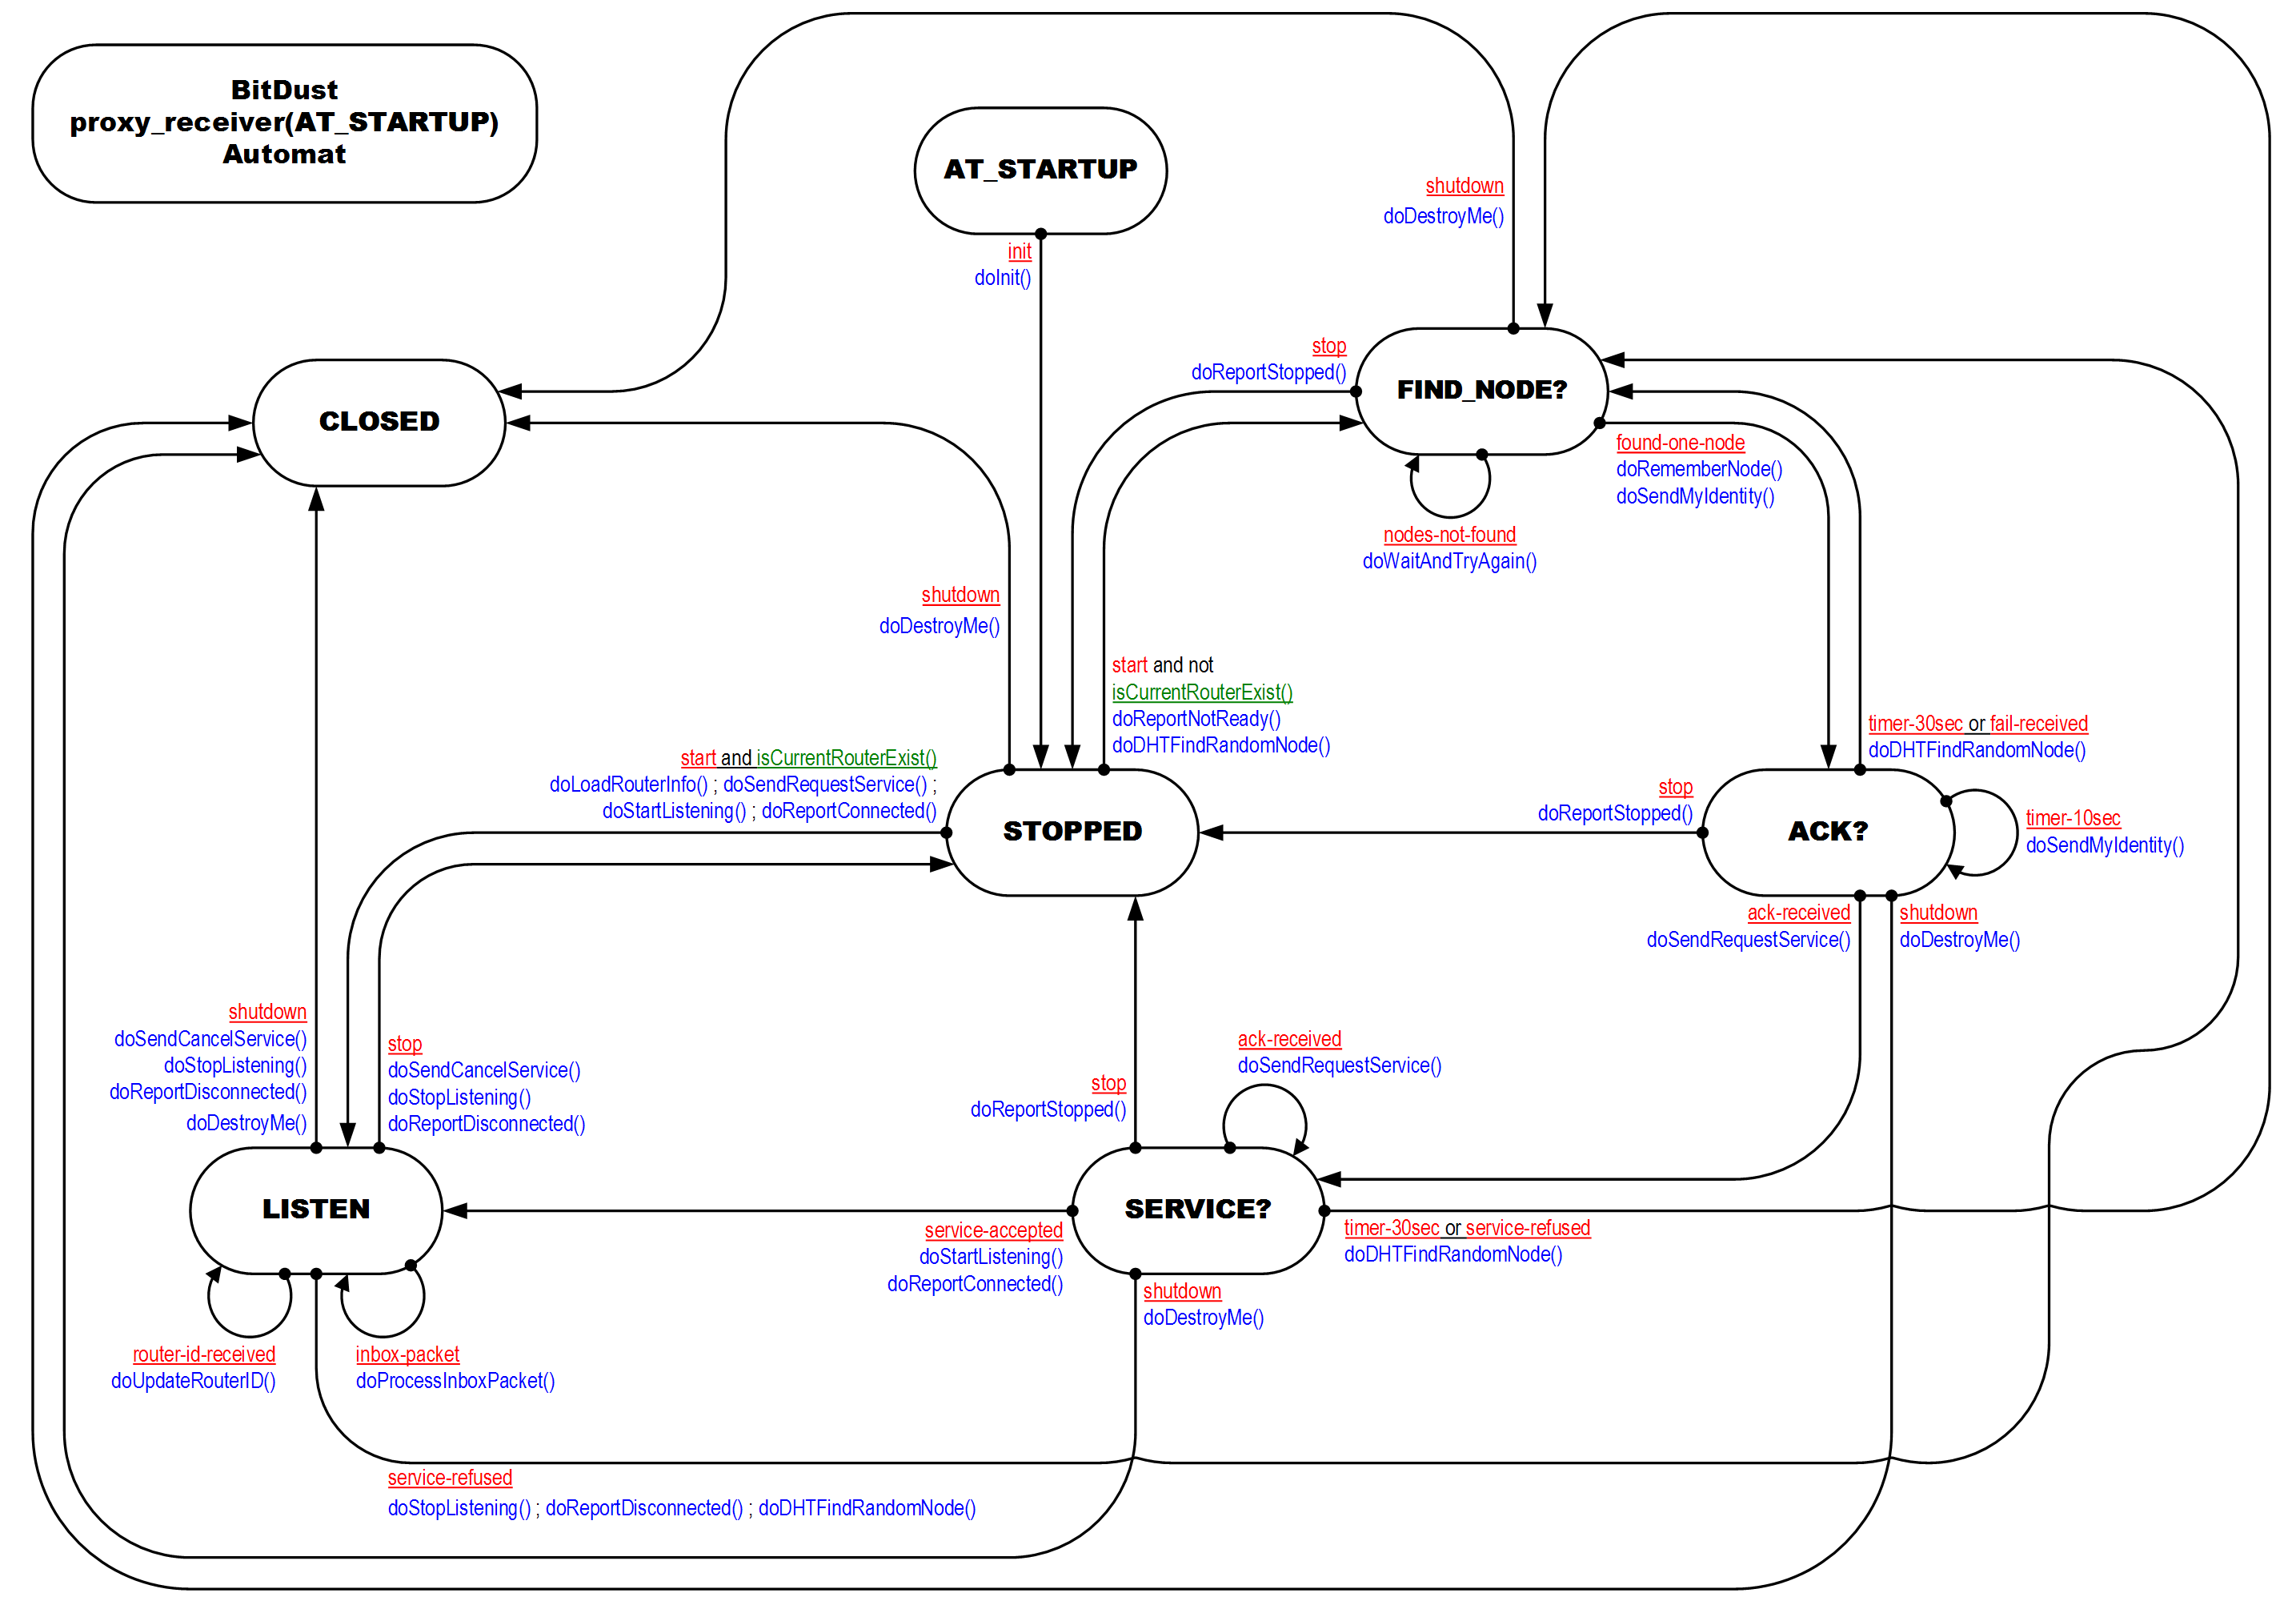 BitDust
proxy_receiver(AT_STARTUP)
Automat
AT_STARTUP
init
doInit()
shutdown
doDestroyMe()
stop
doReportStopped()
FIND_NODE?
found-one-node
doRememberNode()
doSendMyIdentity()
nodes-not-found
doWaitAndTryAgain()
CLOSED
shutdown
doDestroyMe()
start and not
isCurrentRouterExist()
doReportNotReady()
doDHTFindRandomNode()
start and isCurrentRouterExist()
doLoadRouterInfo() ; doSendRequestService() ;
doStartListening() ; doReportConnected()
STOPPED
timer-30sec or fail-received
doDHTFindRandomNode()
stop
doReportStopped()
ACK?
timer-10sec
doSendMyIdentity()
ack-received
doSendRequestService()
shutdown
doDestroyMe()
shutdown
doSendCancelService()
doStopListening()
doReportDisconnected()
doDestroyMe()
stop
doSendCancelService()
doStopListening()
doReportDisconnected()
ack-received
doSendRequestService()
stop
doReportStopped()
LISTEN
SERVICE?
service-accepted
doStartListening()
doReportConnected()
timer-30sec or service-refused
doDHTFindRandomNode()
shutdown
doDestroyMe()
router-id-received
doUpdateRouterID()
inbox-packet
doProcessInboxPacket()
service-refused
doStopListening() ; doReportDisconnected() ; doDHTFindRandomNode()